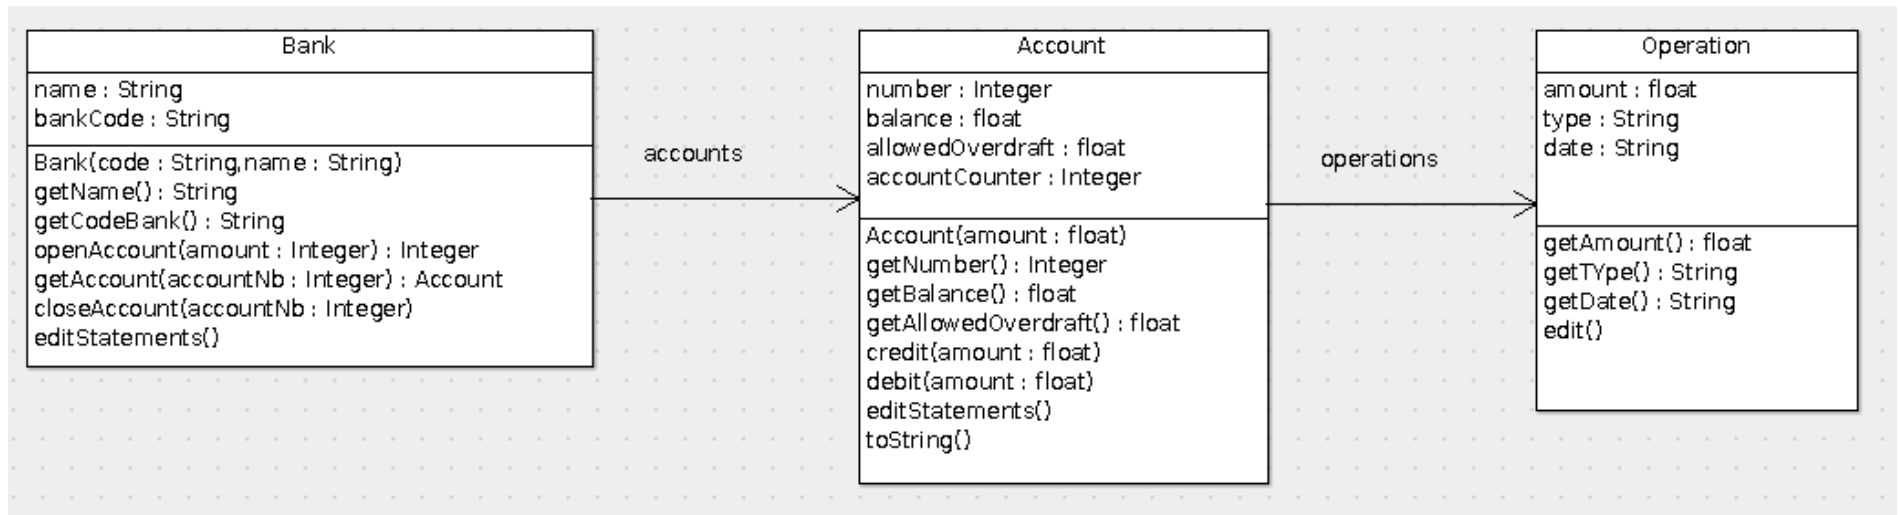 Bank
name : String
bankCode : String
Bank(code : String,name : String)
getName() : String
getCodeBank() : String
openAccount(amount : Integer) : Integer
getAccount(accountNb : Integer) : Account
closeAccount(accountNb : Integer)
editStatements()
accounts
Account
number : Integer
balance : float
allowedOverdraft : float
accountCounter : Integer
Account(amount : float)
getNumber() : Integer
getBalance() : float
getAllowedOverdraft() : float
credit(amount : float)
debit(amount : float)
editStatements()
toString()
operations
Operation
amount : float
type : String
date : String
getAmount() : float
getTYpe() : String
getDate() : String
edit()